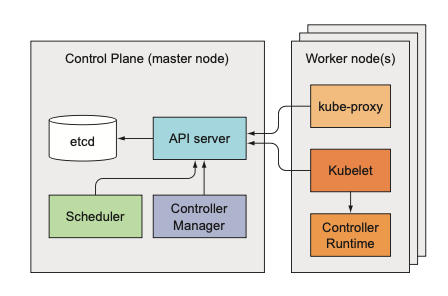 Control Plane (master node)
etcd
API server
Scheduler
Controller
Manager
Worker node(s)
kube-proxy
Kubelet
Controller
Runtime